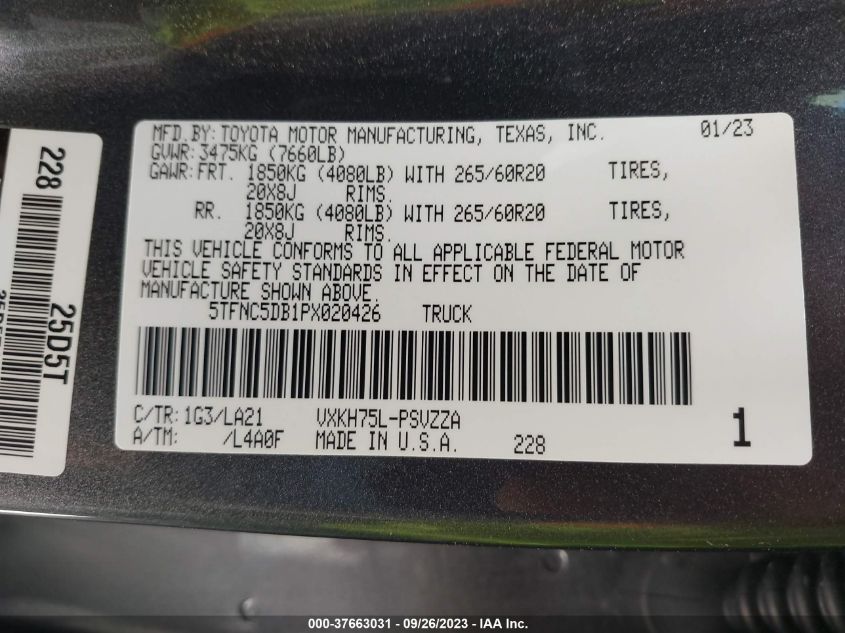 MFD.BY:TOYOTA MOTOR MANUFACTURING, TEXAS, INC. 01/23
GVWR:3475KG (7660LB)
GAWR:FRT. 1850KG (4080LB) WITH 265/60R20 TIRES,
20X8J RIMS.
RR. 1850KG (4080LB) WITH 265/60R20 TIRES,
20X8J RIMS.
THIS VEHICLE CONFORMS TO ALL APPLICABLE FEDERAL MOTOR
VEHICLE SAFETY STANDARDS IN EFFECT ON THE DATE OF
MANUFACTURE SHOWN ABOVE.
5TFNC5DB1PX020426 TRUCK
C/TR:1G3/LA21 VXKH75L-PSVZZA
A/TM: /L4A0F MADE IN U.S.A. 228
1
228
25D5T
000-37663031 - 09/26/2023 - IAA Inc.